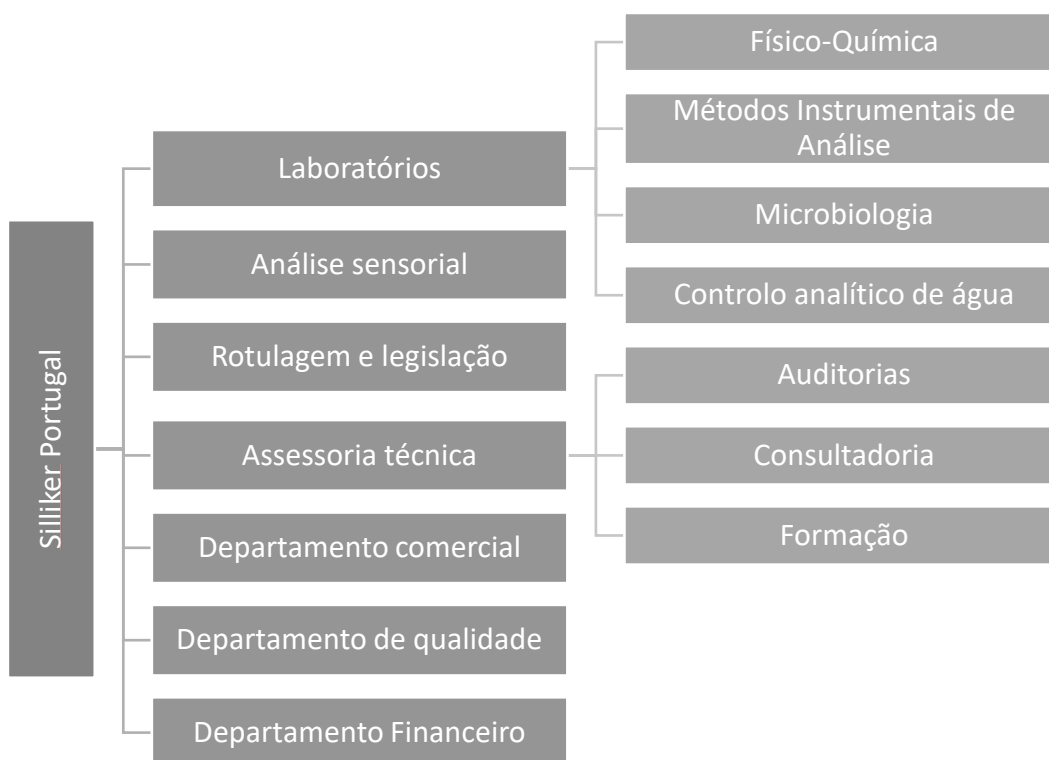 Silliker Portugal
Laboratórios
Físico-Química
Métodos Instrumentais de
Análise
Microbiologia
Controlo analítico de água
Análise sensorial
Rotulagem e legislação
Assessoria técnica
Auditorias
Consultadoria
Formação
Departamento comercial
Departamento de qualidade
Departamento Financeiro